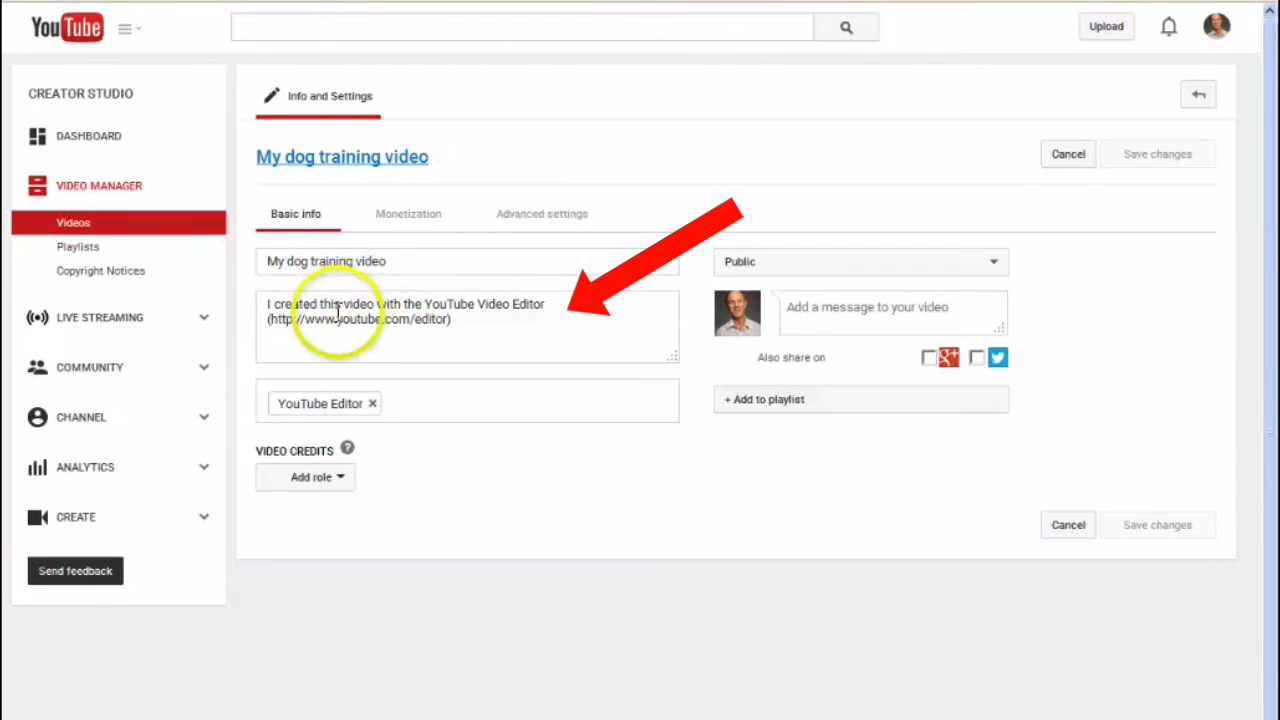 YouTube
Upload
CREATOR STUDIO
DASHBOARD
VIDEO MANAGER
Videos
Playlists
Copyright Notices
LIVE STREAMING
COMMUNITY
CHANNEL
ANALYTICS
CREATE
Send feedback
Info and Settings
My dog training video
Cancel Save changes
Basic info Monetization Advanced settings
My dog training video
I created this video with the YouTube Video Editor
(http://www.youtube.com/editor)
YouTube Editor ×
VIDEO CREDITS ?
Add role
Public
Add a message to your video
Also share on g+
+ Add to playlist
Cancel Save changes